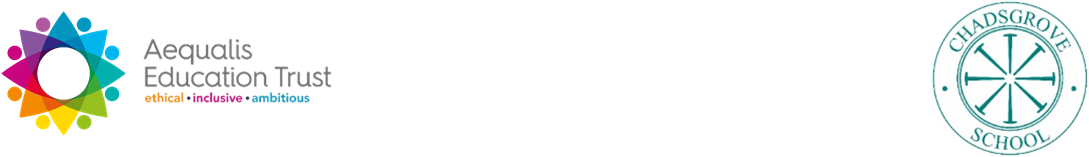 Aequalis
Education Trust
ethical • inclusive • ambitious
CHADSGROVE
• SCHOOL •